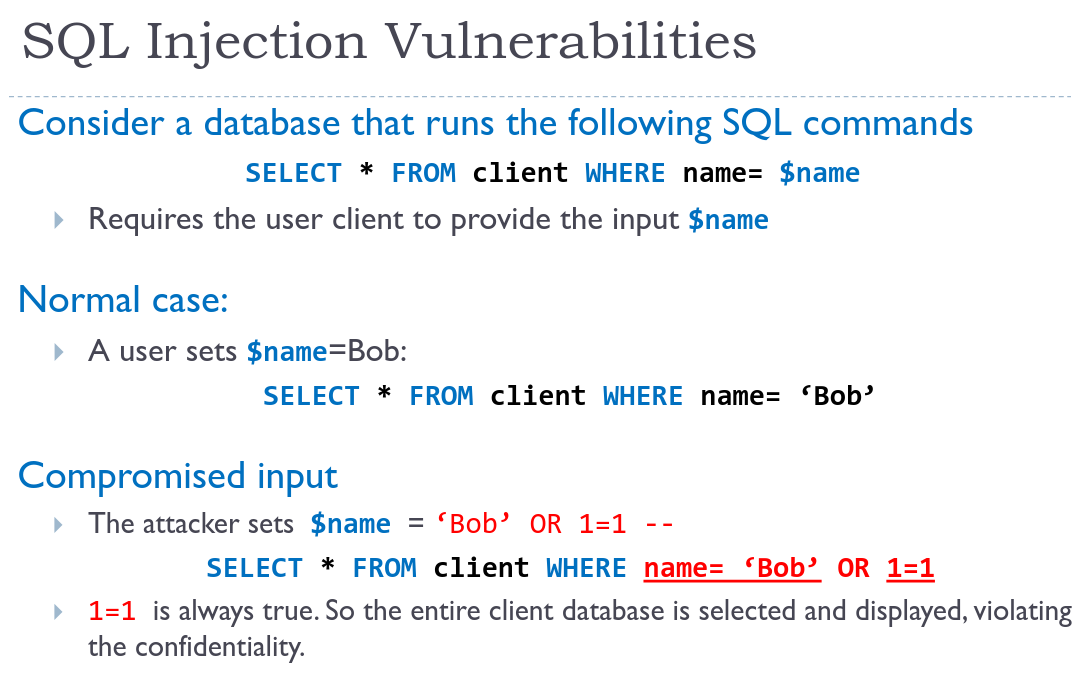 SQL Injection Vulnerabilities
Consider a database that runs the following SQL commands
SELECT * FROM client WHERE name= $name
Requires the user client to provide the input $name
Normal case:
A user sets $name=Bob:
SELECT * FROM client WHERE name= ‘Bob’
Compromised input
The attacker sets $name = ‘Bob’ OR 1=1 --
SELECT * FROM client WHERE name= ‘Bob’ OR 1=1
1=1 is always true. So the entire client database is selected and displayed, violating
the confidentiality.